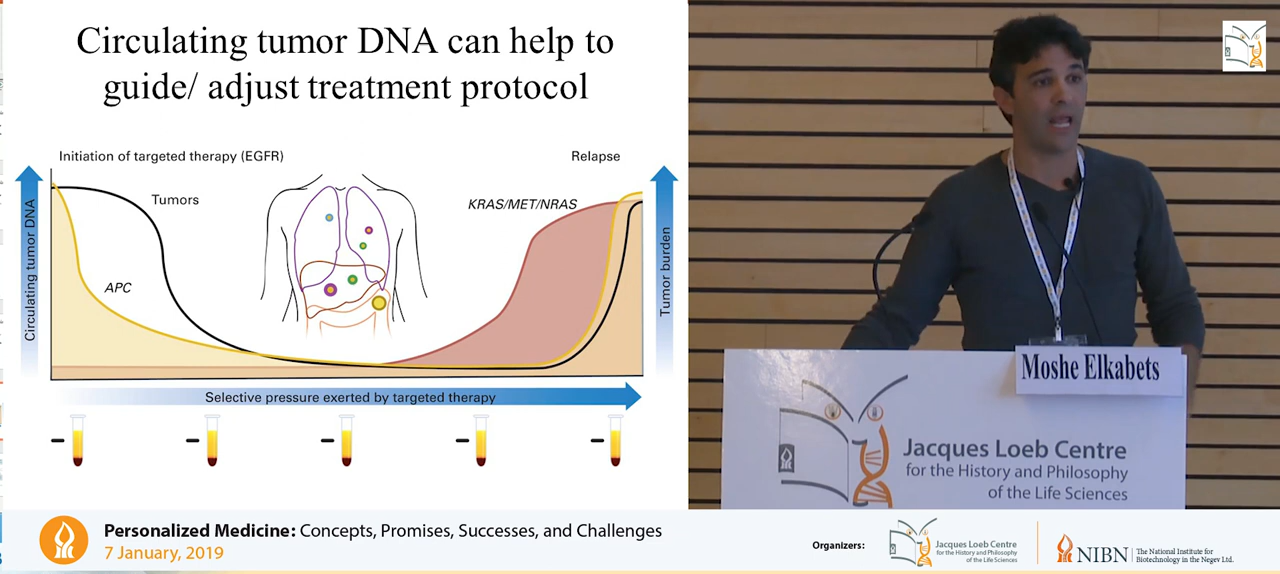 Circulating tumor DNA can help to
guide/ adjust treatment protocol
Initiation of targeted therapy (EGFR)
Relapse
Tumors
KRAS/MET/NRAS
APC
Circulating tumor DNA
Tumor burden
Selective pressure exerted by targeted therapy
Moshe Elkabets
Jacques Loeb Centre
for the History and Philosophy
of the Life Sciences
Personalized Medicine: Concepts, Promises, Successes, and Challenges
7 January, 2019
Organizers:
Jacques Loeb Centre
for the History and Philosophy
of the Life Sciences
NIBN
The National Institute for
Biotechnology in the Negev Ltd.